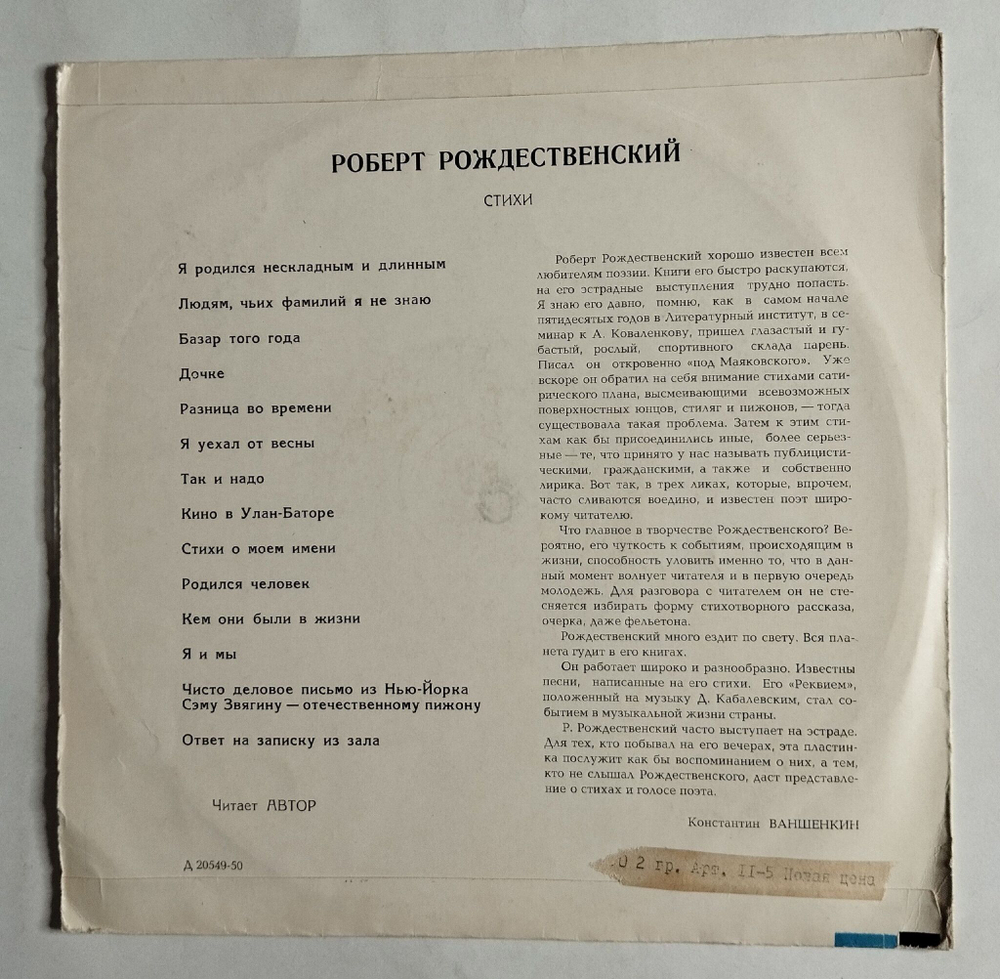 РОБЕРТ РОЖДЕСТВЕНСКИЙ
СТИХИ
Я родился нескладным и длинным
Людям, чьих фамилий я не знаю
Базар того года
Дочке
Разница во времени
Я уехал от весны
Так и надо
Кино в Улан-Баторе
Стихи о моем имени
Родился человек
Кем они были в жизни
Я и мы
Чисто деловое письмо из Нью-Йорка
Сэму Звягину — отечественному пижону
Ответ на записку из зала
Читает АВТОР
Д 20549-50
Роберт Рождественский хорошо известен всем
любителям поэзии. Книги его быстро раскупаются,
на его эстрадные выступления трудно попасть.
Я знаю его давно, помню, как в самом начале
пятидесятых годов в Литературный институт, в се-
минар к А. Коваленкову, пришел глазастый и гу-
бастый, рослый, спортивного склада парень.
Писал он откровенно «под Маяковского». Уже
вскоре он обратил на себя внимание стихами сати-
рического плана, высмеивающими всевозможных
поверхностных юнцов, стиляг и пижонов, — тогда
существовала такая проблема. Затем к этим сти-
хам как бы присоединились иные, более серьез-
ные — те, что принято у нас называть публицисти-
ческими, гражданскими, а также и собственно
лирика. Вот так, в трех ликах, которые, впрочем,
часто сливаются воедино, и известен поэт широ-
кому читателю.
Что главное в творчестве Рождественского? Ве-
роятно, его чуткость к событиям, происходящим в
жизни, способность уловить именно то, что в дан-
ный момент волнует читателя и в первую очередь
молодежь. Для разговора с читателем он не сте-
сняется избирать форму стихотворного рассказа,
очерка, даже фельетона.
Рождественский много ездит по свету. Вся пла-
нета гудит в его книгах.
Он работает широко и разнообразно. Известны
песни, написанные на его стихи. Его «Реквием»,
положенный на музыку Д. Кабалевским, стал со-
бытием в музыкальной жизни страны.
Р. Рождественский часто выступает на эстраде.
Для тех, кто побывал на его вечерах, эта пластин-
ка послужит как бы воспоминанием о них, а тем,
кто не слышал Рождественского, даст представле-
ние о стихах и голосе поэта.
Константин ВАНШЕНКИН
2 гр. Арт. II-5 Новая цена